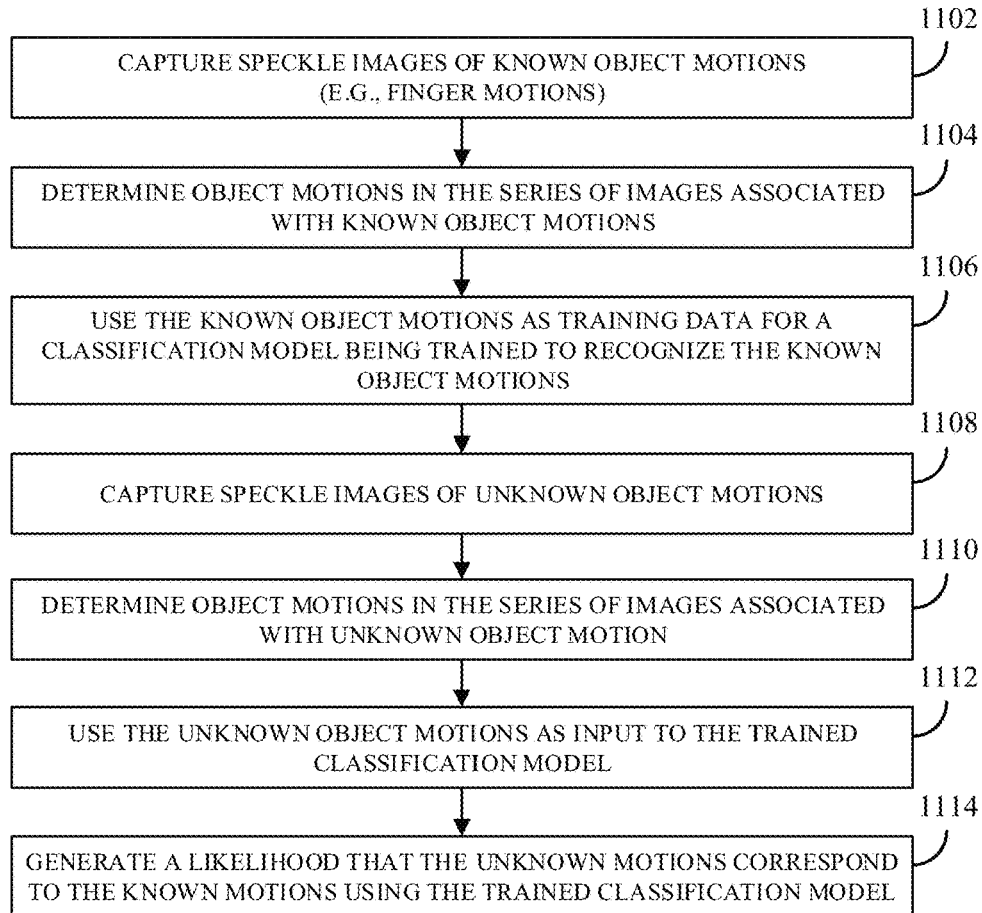 1102
CAPTURE SPECKLE IMAGES OF KNOWN OBJECT MOTIONS
(E.G., FINGER MOTIONS)
1104
DETERMINE OBJECT MOTIONS IN THE SERIES OF IMAGES ASSOCIATED
WITH KNOWN OBJECT MOTIONS
1106
USE THE KNOWN OBJECT MOTIONS AS TRAINING DATA FOR A
CLASSIFICATION MODEL BEING TRAINED TO RECOGNIZE THE KNOWN
OBJECT MOTIONS
1108
CAPTURE SPECKLE IMAGES OF UNKNOWN OBJECT MOTIONS
1110
DETERMINE OBJECT MOTIONS IN THE SERIES OF IMAGES ASSOCIATED
WITH UNKNOWN OBJECT MOTION
1112
USE THE UNKNOWN OBJECT MOTIONS AS INPUT TO THE TRAINED
CLASSIFICATION MODEL
1114
GENERATE A LIKELIHOOD THAT THE UNKNOWN MOTIONS CORRESPOND
TO THE KNOWN MOTIONS USING THE TRAINED CLASSIFICATION MODEL